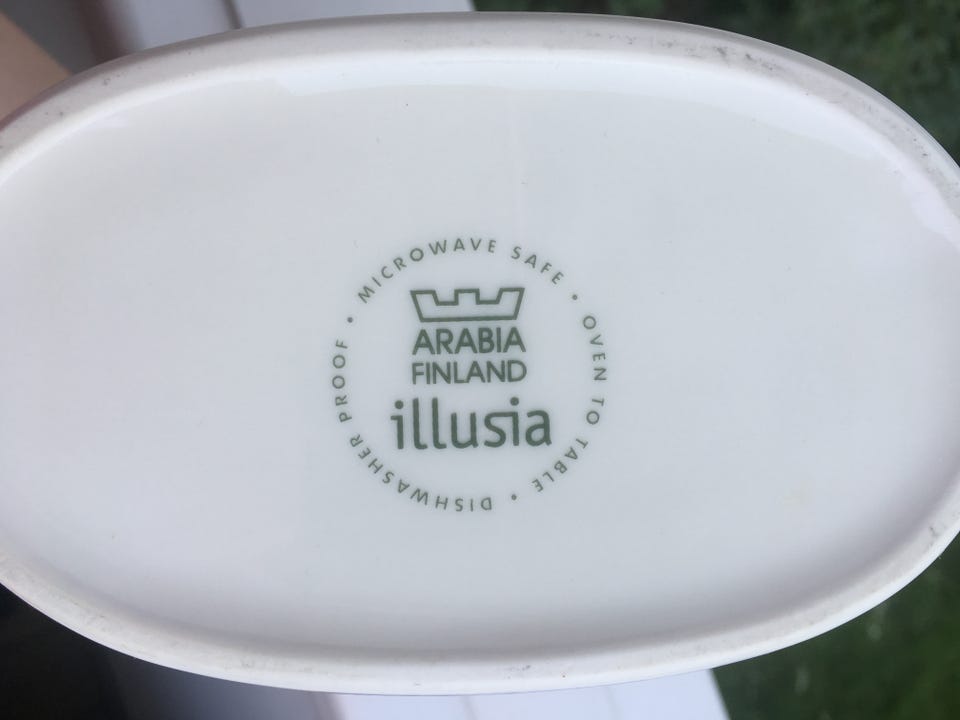 MICROWAVE SAFE • OVEN TO TABLE • DISHWASHER PROOF •
ARABIA
FINLAND
illusia